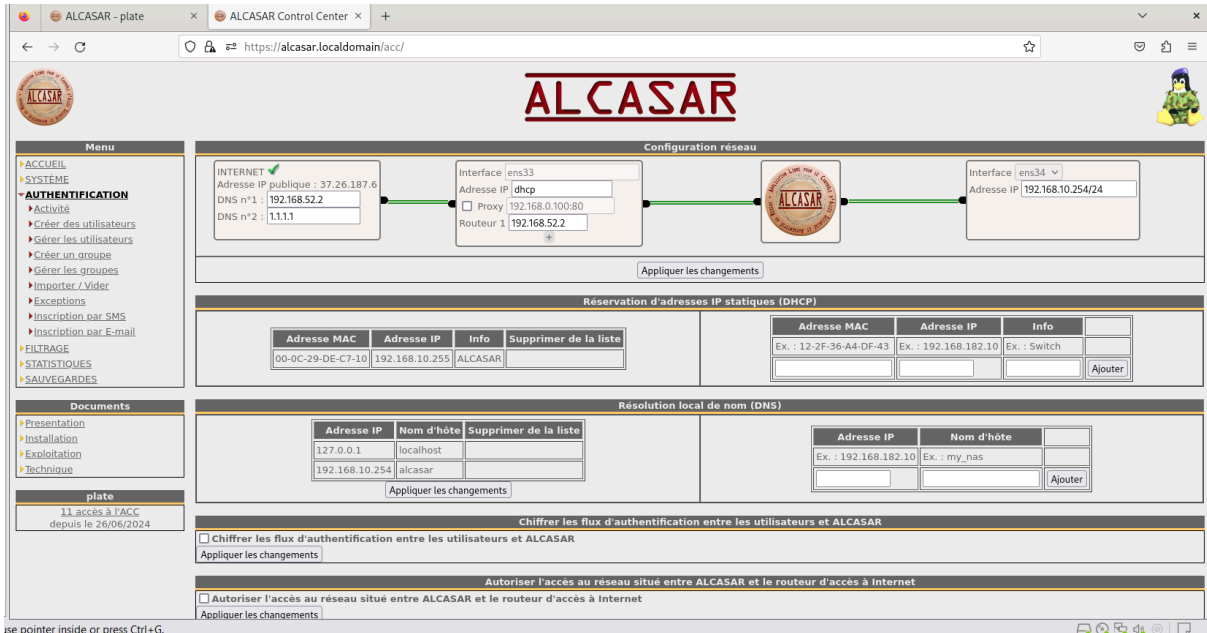 ALCASAR - plate
ALCASAR Control Center
https://alcasar.localdomain/acc/
ALCASAR
ALCASAR
Menu
ACCUEIL
SYSTÈME
AUTHENTIFICATION
Activité
Créer des utilisateurs
Gérer les utilisateurs
Créer un groupe
Gérer les groupes
Importer / Vider
Exceptions
Inscription par SMS
Inscription par E-mail
FILTRAGE
STATISTIQUES
SAUVEGARDES
Documents
Presentation
Installation
Exploitation
Technique
plate
11 accès à l'ACC
depuis le 26/06/2024
Configuration réseau
INTERNET
Adresse IP publique : 37.26.187.6
DNS n°1 : 192.168.52.2
DNS n°2 : 1.1.1.1
Interface ens33
Adresse IP dhcp
Proxy 192.168.0.100:80
Routeur 1 192.168.52.2
+
ALCASAR
Interface ens34
Adresse IP 192.168.10.254/24
Appliquer les changements
Réservation d'adresses IP statiques (DHCP)
Adresse MAC Adresse IP Info Supprimer de la liste
00-0C-29-DE-C7-10 192.168.10.255 ALCASAR
Adresse MAC Adresse IP Info
Ex. : 12-2F-36-A4-DF-43 Ex. : 192.168.182.10 Ex. : Switch
Ajouter
Résolution local de nom (DNS)
Adresse IP Nom d'hôte Supprimer de la liste
127.0.0.1 localhost
192.168.10.254 alcasar
Appliquer les changements
Adresse IP Nom d'hôte
Ex. : 192.168.182.10 Ex. : my_nas
Ajouter
Chiffrer les flux d'authentification entre les utilisateurs et ALCASAR
Chiffrer les flux d'authentification entre les utilisateurs et ALCASAR
Appliquer les changements
Autoriser l'accès au réseau situé entre ALCASAR et le routeur d'accès à Internet
Autoriser l'accès au réseau situé entre ALCASAR et le routeur d'accès à Internet
Appliquer les changements
use pointer inside or press Ctrl+G.